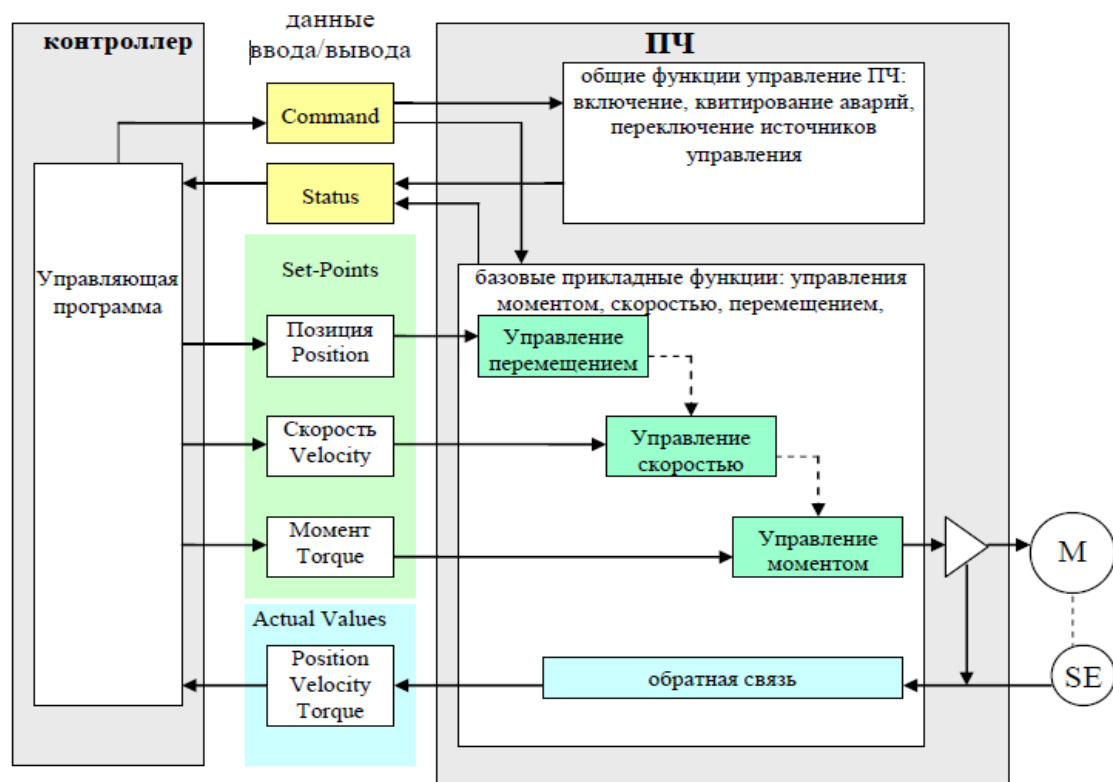 контроллер
данные
ввода/вывода
ПЧ
Command
общие функции управление ПЧ:
включение, квитирование аварий,
переключение источников
управления
Status
Управляющая
программа
Set-Points
базовые прикладные функции: управления
моментом, скоростью, перемещением,
Позиция
Position
Управление
перемещением
Скорость
Velocity
Управление
скоростью
Момент
Torque
Управление
моментом
M
Actual Values
Position
Velocity
Torque
обратная связь
SE